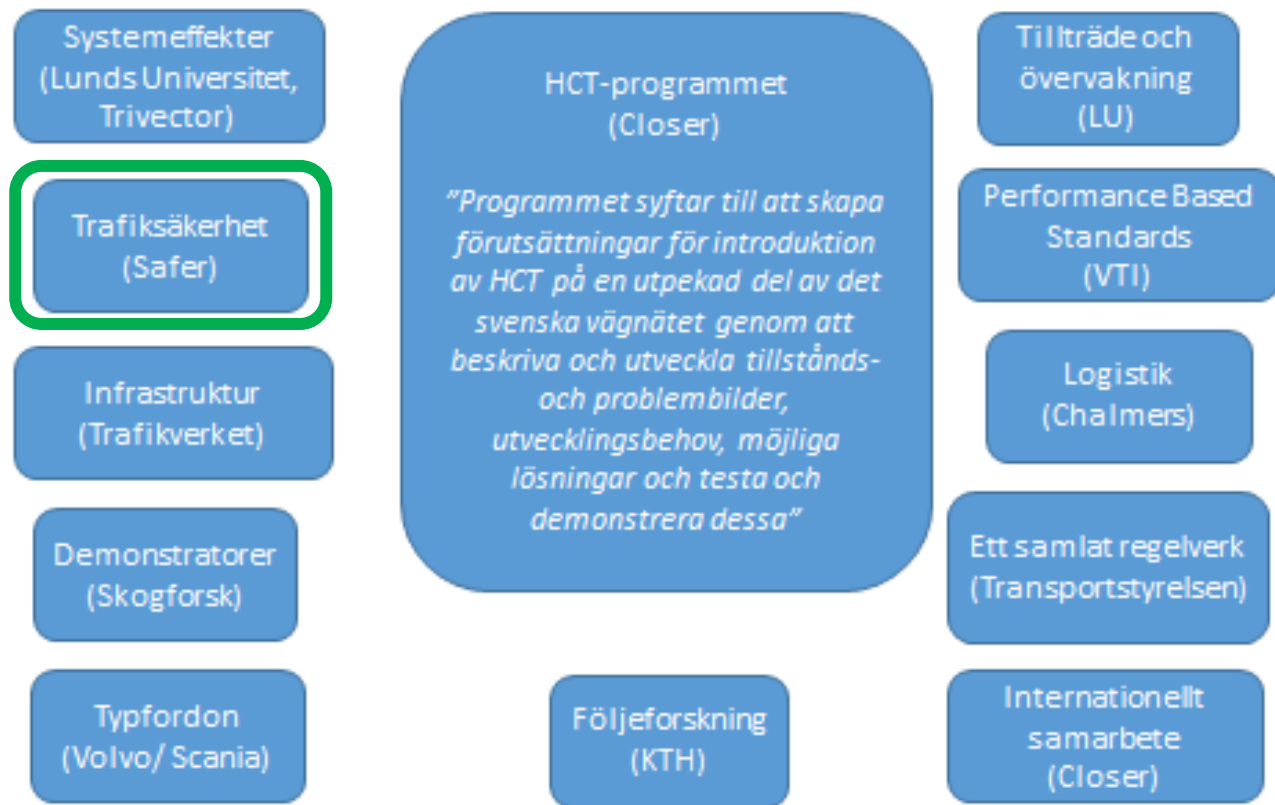 Systemeffekter
(Lunds Universitet,
Trivector)
Trafiksäkerhet
(Safer)
Infrastruktur
(Trafikverket)
Demonstratorer
(Skogforsk)
Typfordon
(Volvo/ Scania)
HCT-programmet
(Closer)
”Programmet syftar till att skapa
förutsättningar för introduktion
av HCT på en utpekad del av det
svenska vägnätet genom att
beskriva och utveckla tillstånds-
och problembilder,
utvecklingsbehov, möjliga
lösningar och testa och
demonstrera dessa”
Följeforskning
(KTH)
Tillträde och
övervakning
(LU)
Performance Based
Standards
(VTI)
Logistik
(Chalmers)
Ett samlat regelverk
(Transportstyrelsen)
Internationellt
samarbete
(Closer)